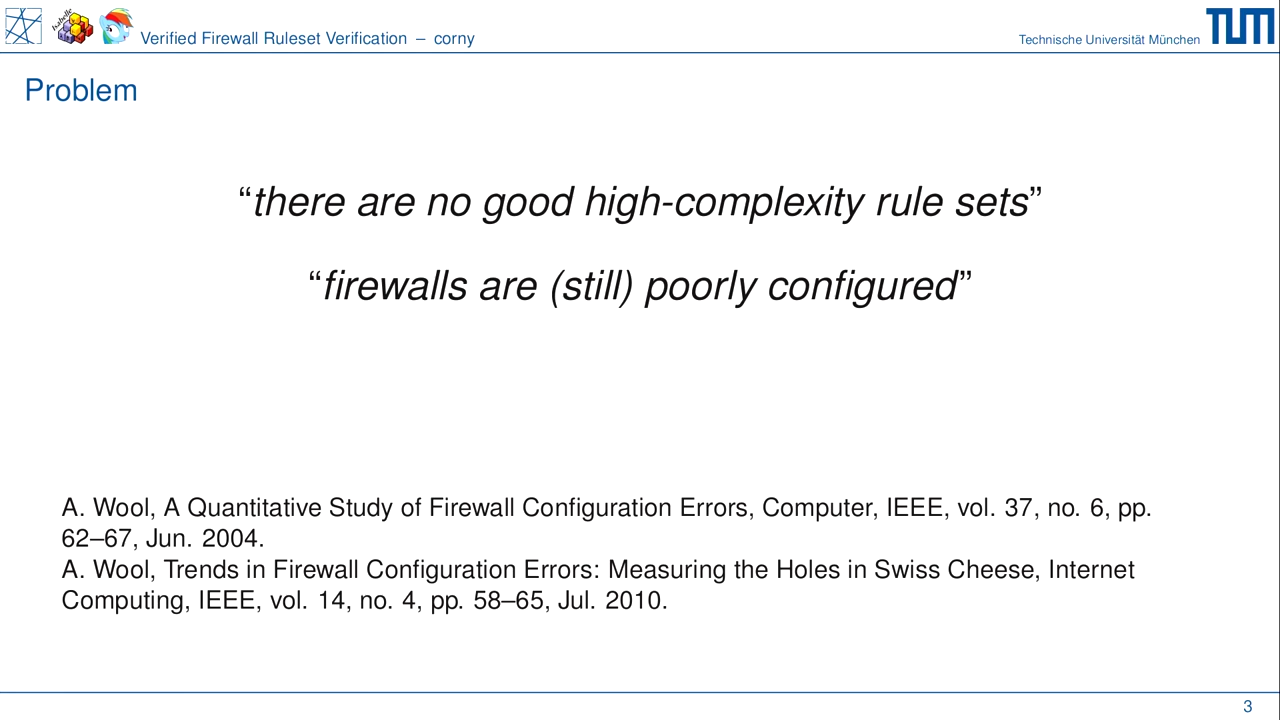 Isabelle
Verified Firewall Ruleset Verification – corny
Technische Universität München
TUM
Problem
“there are no good high-complexity rule sets”
“firewalls are (still) poorly configured”
A. Wool, A Quantitative Study of Firewall Configuration Errors, Computer, IEEE, vol. 37, no. 6, pp.
62–67, Jun. 2004.
A. Wool, Trends in Firewall Configuration Errors: Measuring the Holes in Swiss Cheese, Internet
Computing, IEEE, vol. 14, no. 4, pp. 58–65, Jul. 2010.
3